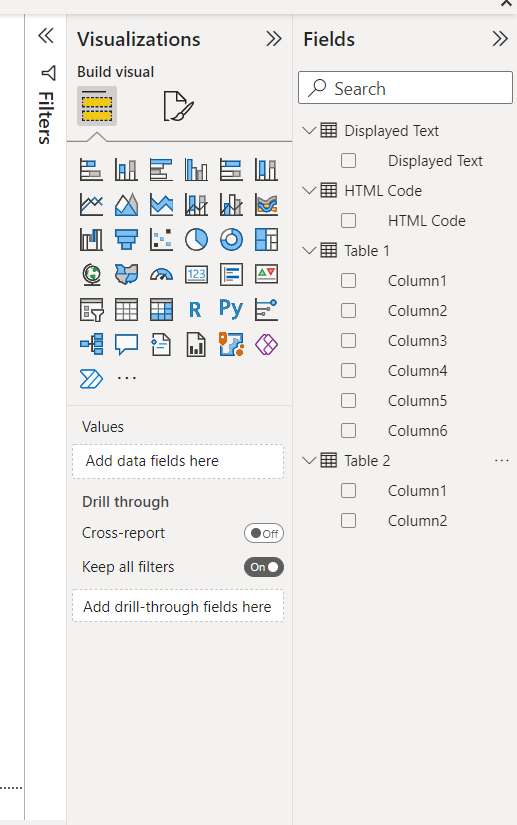 Filters
Visualizations
Build visual
123
R
Py
...
Values
Add data fields here
Drill through
Cross-report
Off
Keep all filters
On
Add drill-through fields here
Fields
Search
Displayed Text
Displayed Text
HTML Code
HTML Code
Table 1
Column1
Column2
Column3
Column4
Column5
Column6
Table 2
...
Column1
Column2